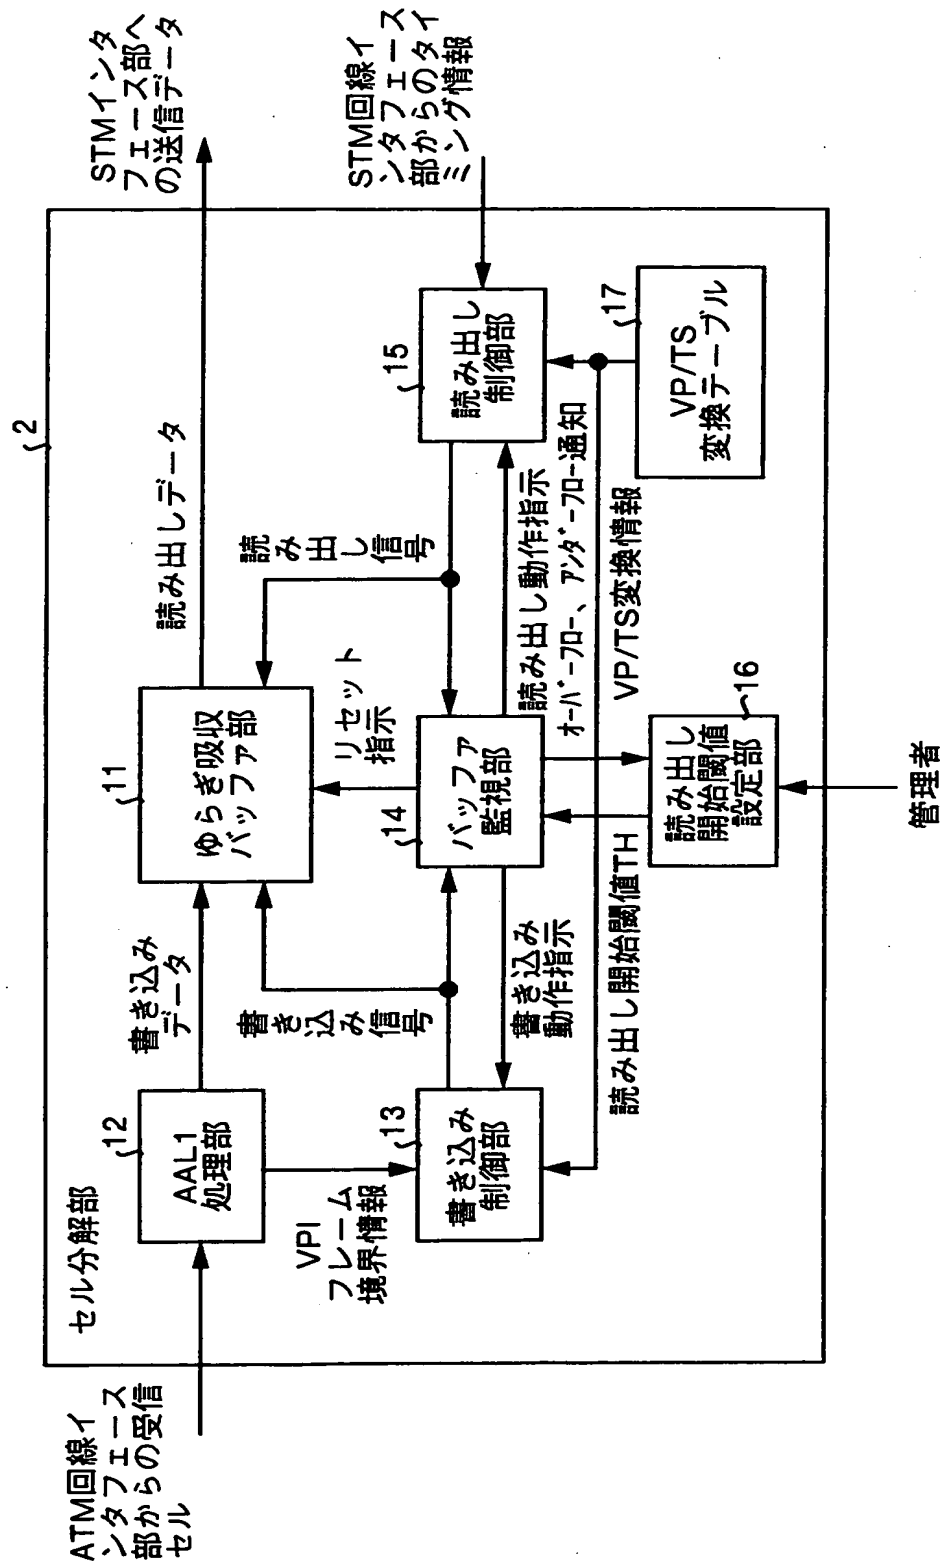 2
セル分解部
ATM回線イ
ンタフェース
部からの受信
セル
12
AAL1
処理部
書き込み
データ
11
ゆらぎ吸収
バッファ部
読み出しデータ
STMインタ
フェース部へ
の送信データ
VPI
フレーム
境界情報
書き込み信号
リセット
指示
読み出し信号
STM回線イ
ンタフェース
部からのタイ
ミング情報
13
書き込み
制御部
14
バッファ
監視部
15
読み出し
制御部
書き込み
動作指示
読み出し動作指示
オーバーフロー、アンダーフロー通知
読み出し開始閾値TH
VP/TS変換情報
16
読み出し
開始閾値
設定部
17
VP/TS
変換テーブル
管理者